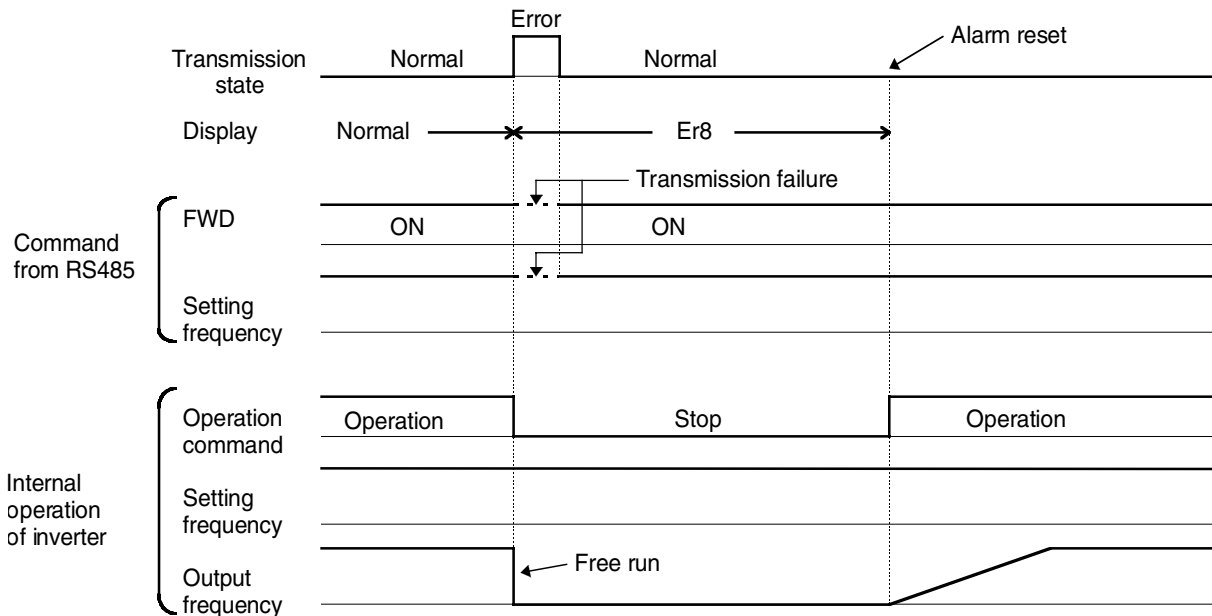 Error
Alarm reset
Transmission
state
Normal
Normal
Display
Normal
Er8
Transmission failure
Command
from RS485
FWD
ON
ON
Setting
frequency
Internal
operation
of inverter
Operation
command
Operation
Stop
Operation
Setting
frequency
Free run
Output
frequency